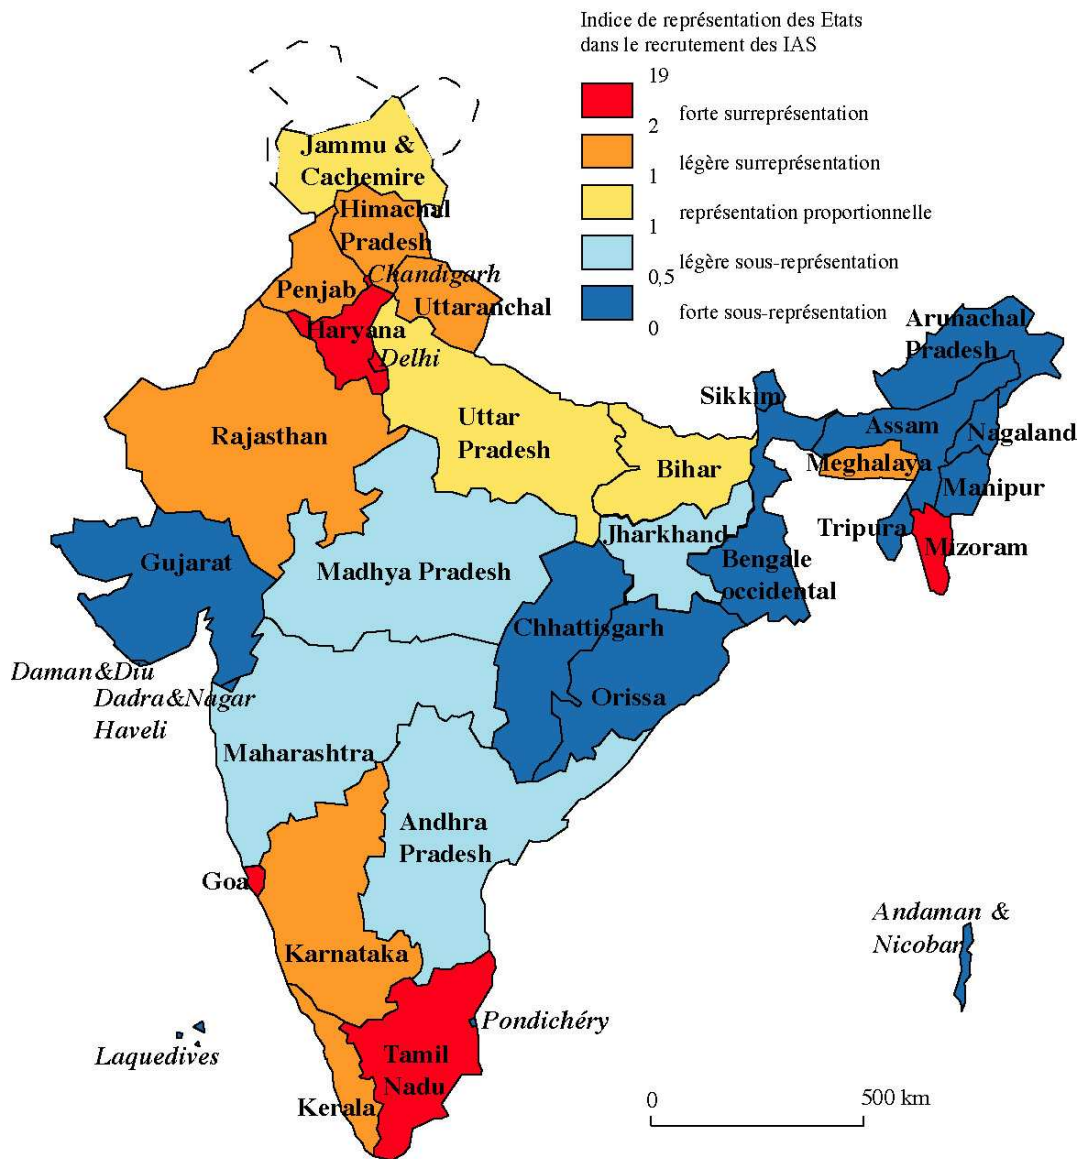 Indice de représentation des Etats
dans le recrutement des IAS
19
forte surreprésentation
2
légère surreprésentation
1
représentation proportionnelle
1
légère sous-représentation
0,5
forte sous-représentation
0
Jammu &
Cachemire
Himachal
Pradesh
Chandigarh
Penjab
Uttaranchal
Haryana
Delhi
Arunachal
Pradesh
Sikkim
Assam
Nagaland
Rajasthan
Uttar
Pradesh
Bihar
Meghalaya
Manipur
Tripura
Mizoram
Jharkhand
Gujarat
Madhya Pradesh
Bengale
occidental
Chhattisgarh
Daman&Diu
Dadra&Nagar
Haveli
Orissa
Maharashtra
Andhra
Pradesh
Goa
Karnataka
Andaman &
Nicobar
Pondichéry
Laquedives
Tamil
Nadu
Kerala
0
500 km